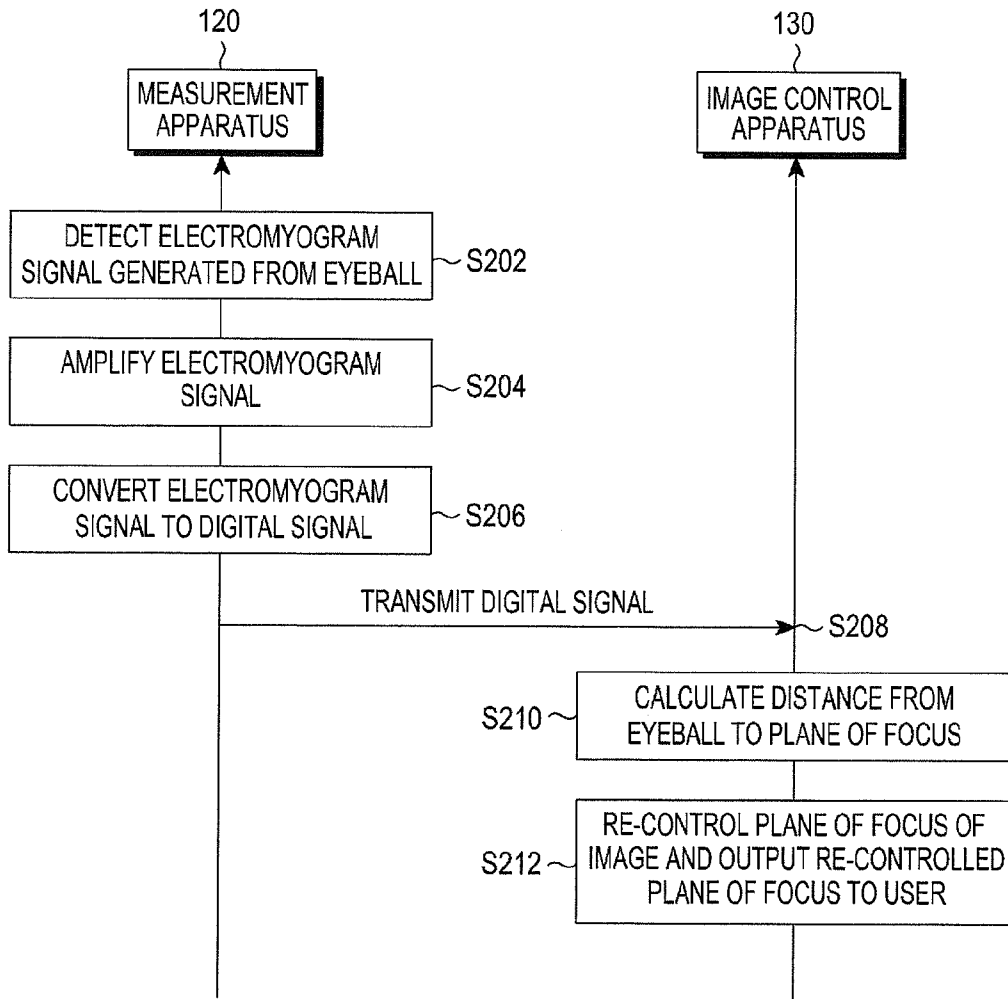 120
130
MEASUREMENT
APPARATUS
IMAGE CONTROL
APPARATUS
DETECT ELECTROMYOGRAM
SIGNAL GENERATED FROM EYEBALL
S202
AMPLIFY ELECTROMYOGRAM
SIGNAL
S204
CONVERT ELECTROMYOGRAM
SIGNAL TO DIGITAL SIGNAL
S206
TRANSMIT DIGITAL SIGNAL
S208
S210
CALCULATE DISTANCE FROM
EYEBALL TO PLANE OF FOCUS
S212
RE-CONTROL PLANE OF FOCUS OF
IMAGE AND OUTPUT RE-CONTROLLED
PLANE OF FOCUS TO USER